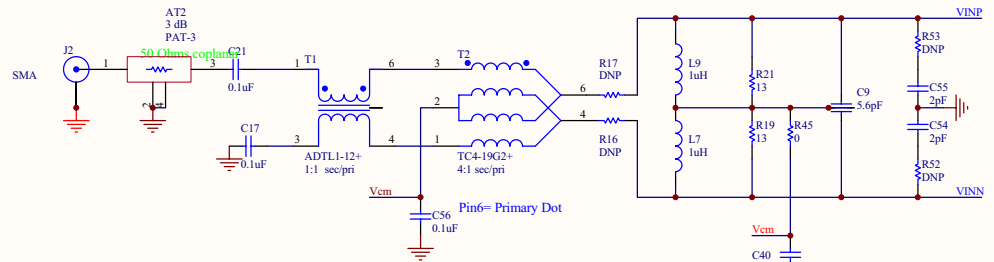 AT2
3 dB
PAT-3
50 Ohms coplanar
J2
SMA
1
3
2
4
C21
0.1uF
T1
1
6
3
4
C17
0.1uF
ADTL1-12+
1:1 sec/pri
T2
3
2
1
6
4
TC4-19G2+
4:1 sec/pri
Vcm
C56
0.1uF
Pin6= Primary Dot
R17
DNP
R16
DNP
L9
1uH
L7
1uH
R21
13
R19
13
R45
0
C9
5.6pF
VINP
R53
DNP
C55
2pF
C54
2pF
R52
DNP
VINN
Vcm
C40